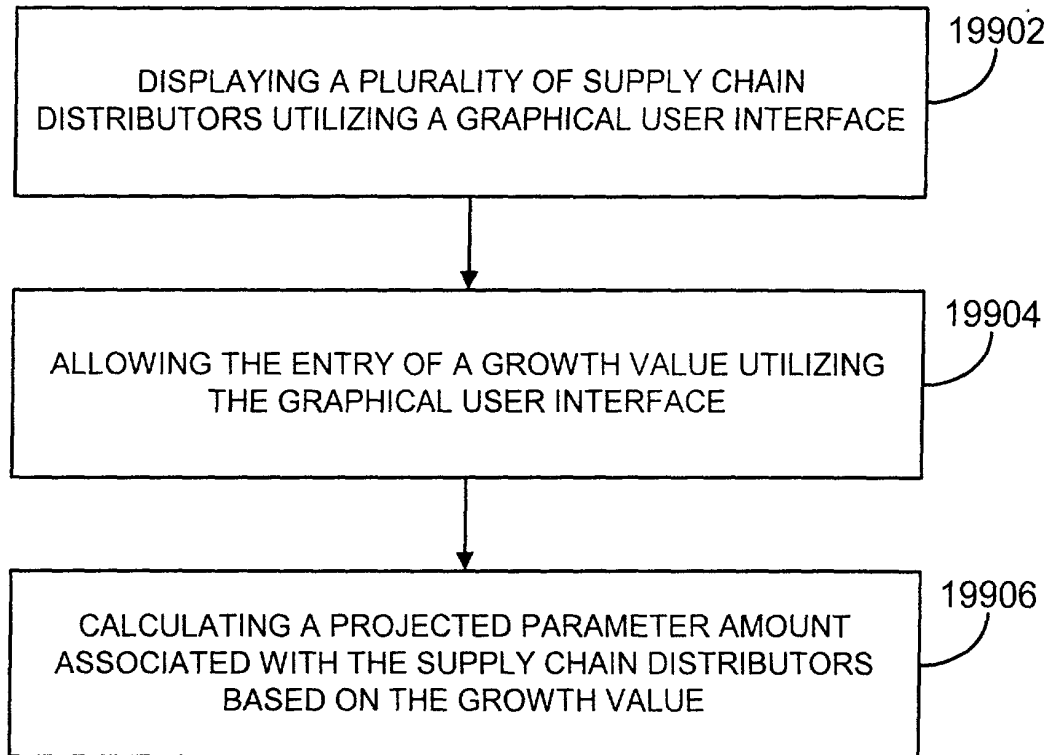 19902
DISPLAYING A PLURALITY OF SUPPLY CHAIN
DISTRIBUTORS UTILIZING A GRAPHICAL USER INTERFACE
19904
ALLOWING THE ENTRY OF A GROWTH VALUE UTILIZING
THE GRAPHICAL USER INTERFACE
19906
CALCULATING A PROJECTED PARAMETER AMOUNT
ASSOCIATED WITH THE SUPPLY CHAIN DISTRIBUTORS
BASED ON THE GROWTH VALUE